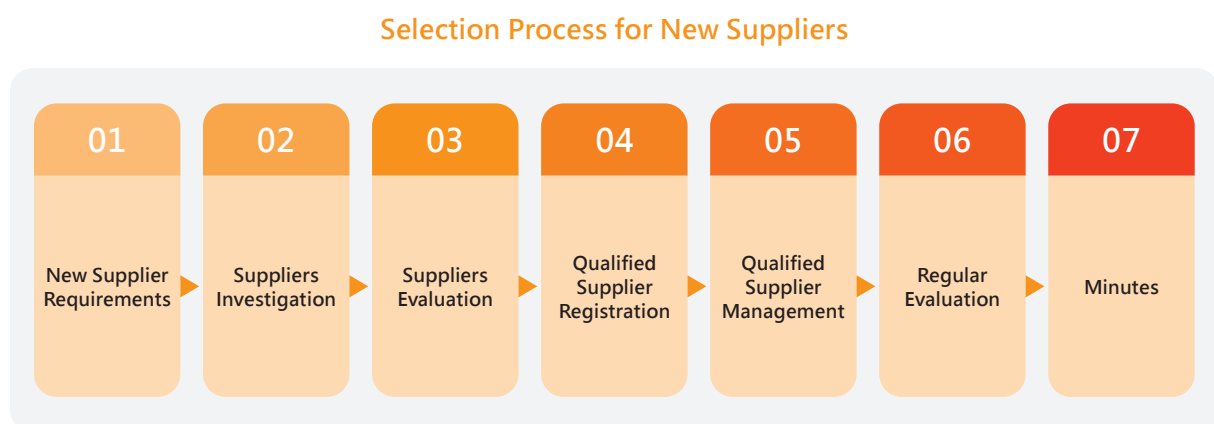 Selection Process for New Suppliers
01
New Supplier
Requirements
02
Suppliers
Investigation
03
Suppliers
Evaluation
04
Qualified
Supplier
Registration
05
Qualified
Supplier
Management
06
Regular
Evaluation
07
Minutes